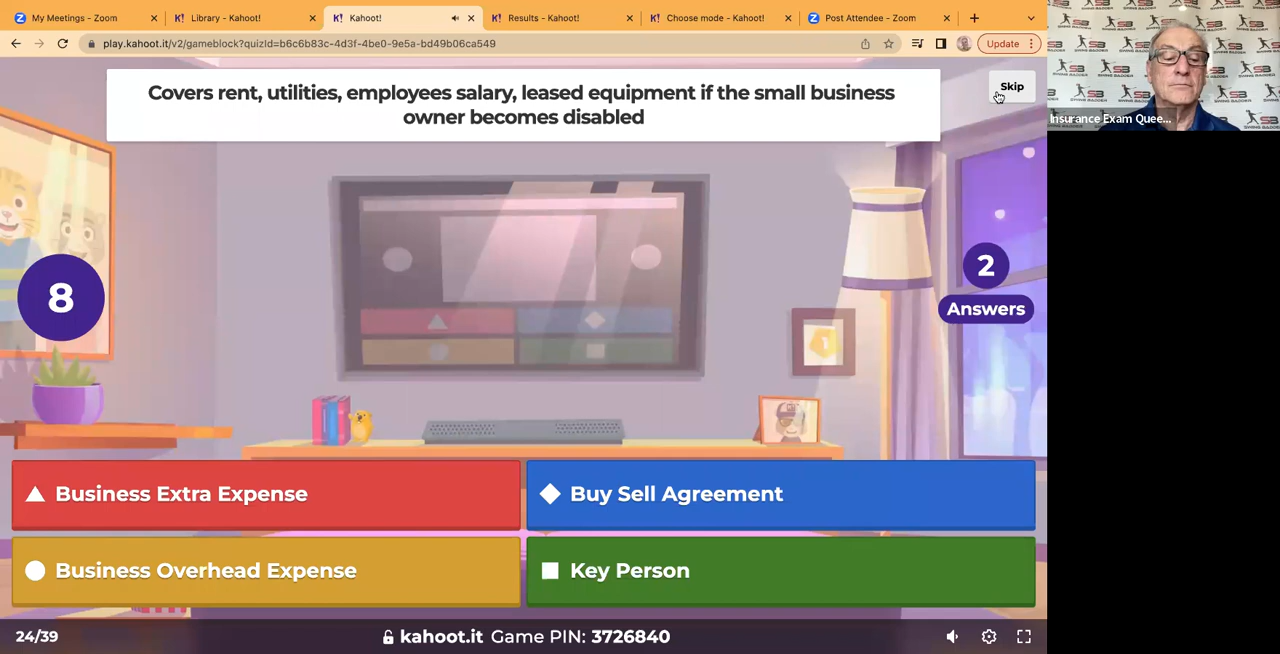 My Meetings - Zoom
Library - Kahoot!
Kahoot!
Results - Kahoot!
Choose mode - Kahoot!
Post Attendee - Zoom
play.kahoot.it/v2/gameblock?quizId=b6c6b83c-4d3f-4be0-9e5a-bd49b06ca549
Update
Covers rent, utilities, employees salary, leased equipment if the small business
owner becomes disabled
Skip
Insurance Exam Quee...
8
2
Answers
1
Business Extra Expense
Buy Sell Agreement
Business Overhead Expense
Key Person
24/39
kahoot.it Game PIN: 3726840